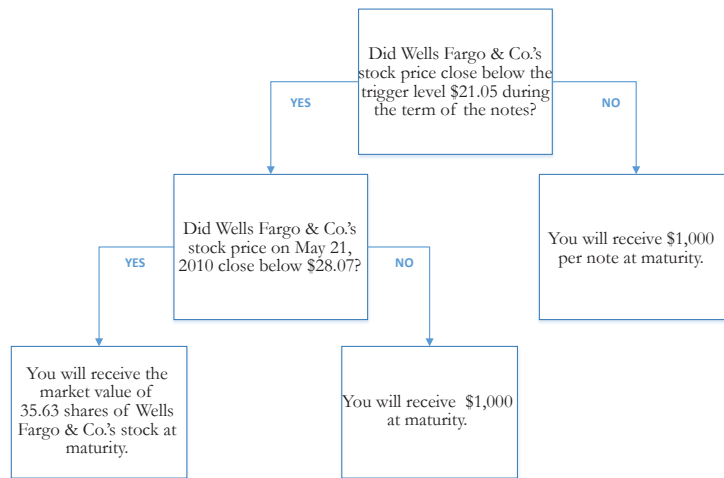 Did Wells Fargo & Co.'s
stock price close below the
trigger level $21.05 during
the term of the notes?
YES
NO
Did Wells Fargo & Co.'s
stock price on May 21,
2010 close below $28.07?
You will receive $1,000
per note at maturity.
YES
NO
You will receive the
market value of
35.63 shares of Wells
Fargo & Co.'s stock at
maturity.
You will receive $1,000
at maturity.